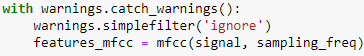 with warnings.catch_warnings():
    warnings.simplefilter('ignore')
    features_mfcc = mfcc(signal, sampling_freq)